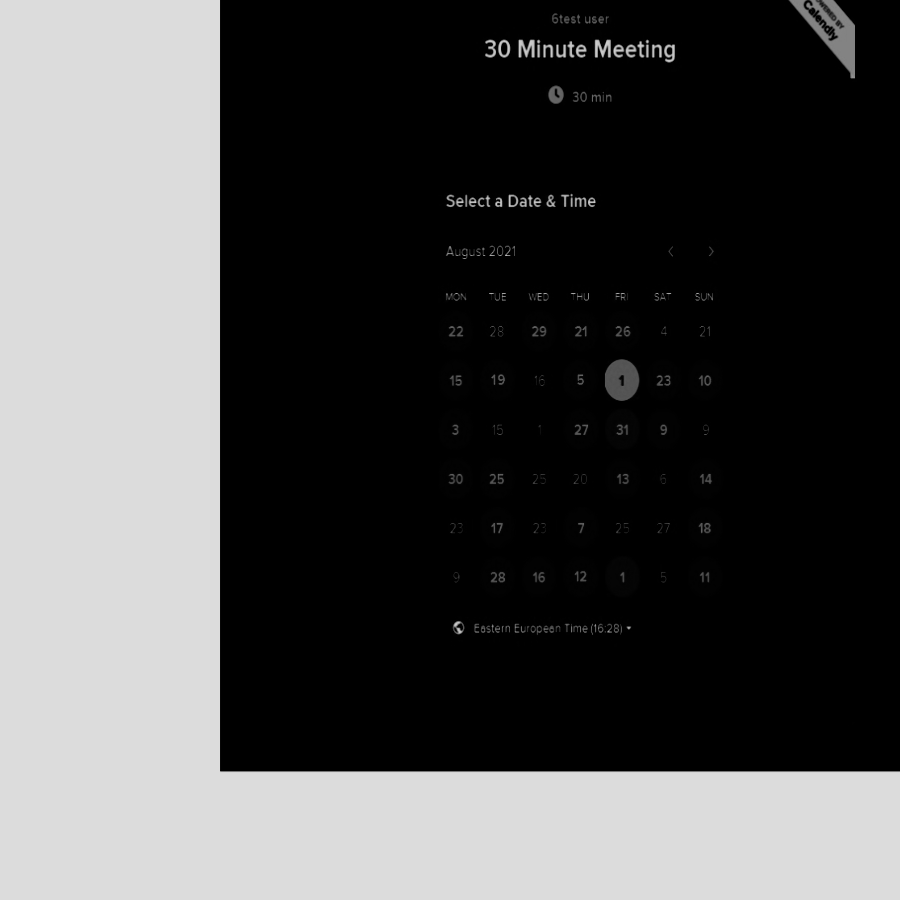 6test user
30 Minute Meeting
30 min
POWERED BY
Calendly
Select a Date & Time
August 2021
MON TUE WED THU FRI SAT SUN
22 28 29 21 26 4 21
15 19 16 5 1 23 10
3 15 1 27 31 9 9
30 25 25 20 13 6 14
23 17 23 7 25 27 18
9 28 16 12 1 5 11
Eastern European Time (16:28)